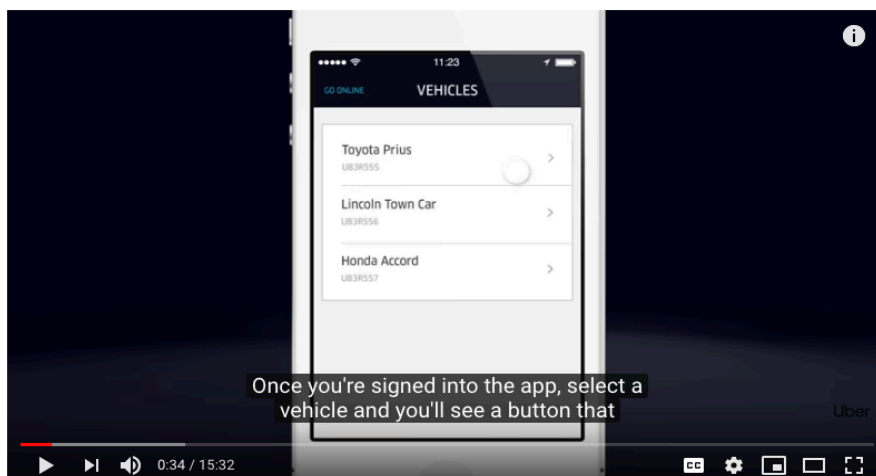 11:23
GO ONLINE
VEHICLES
Toyota Prius
UB3R555
Lincoln Town Car
UB3R556
Honda Accord
UB3R557
Once you're signed into the app, select a
vehicle and you'll see a button that
Uber
0:34 / 15:32
CC